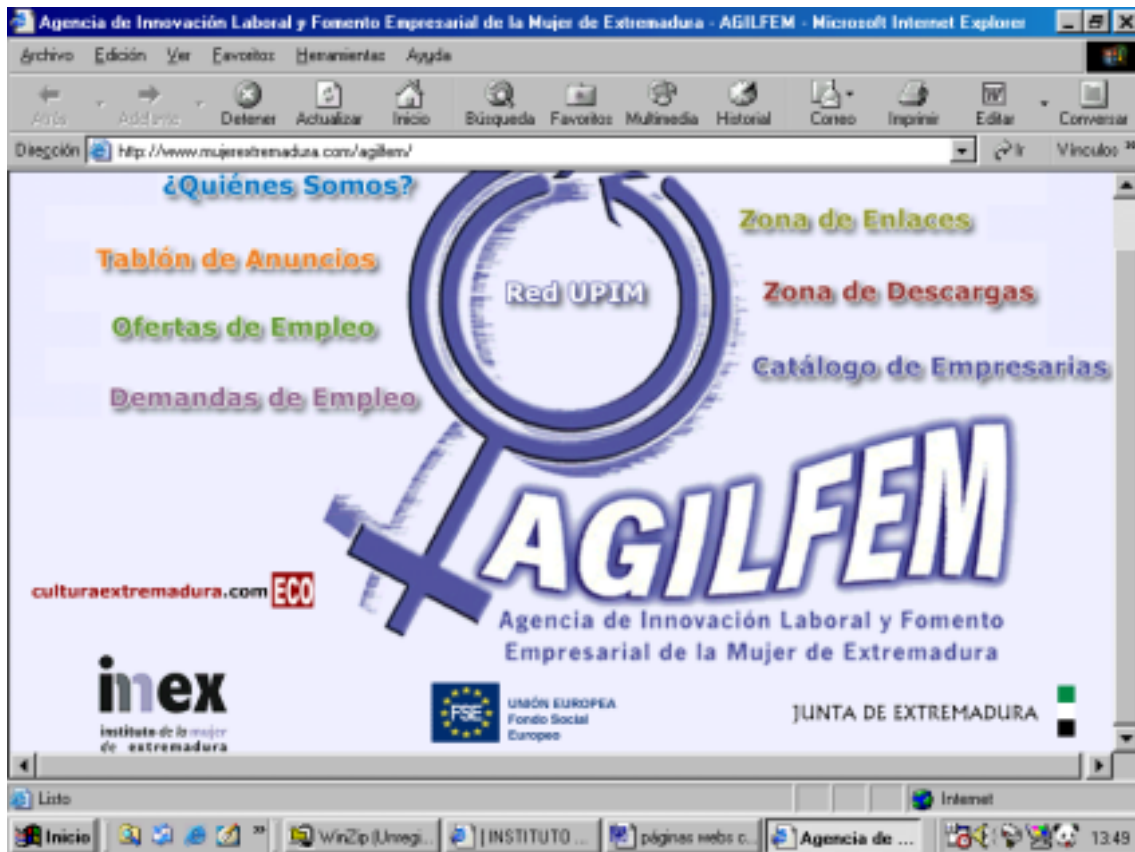 Agencia de Innovación Laboral y Fomento Empresarial de la Mujer de Extremadura - AGILFEM - Microsoft Internet Explorer
Archivo Edición Ver Favoritos Herramientas Ayuda
Atrás Adelante Detener Actualizar Inicio Búsqueda Favoritos Multimedia Historial Correo Imprimir Editar Conversar
Dirección http://www.mujerextremadura.com/agilfem/ Ir Vínculos »
¿Quiénes Somos?
Zona de Enlaces
Tablón de Anuncios
Red UPIM
Zona de Descargas
Ofertas de Empleo
Catálogo de Empresarias
Demandas de Empleo
AGILFEM
culturaextremadura.com ECO
Agencia de Innovación Laboral y Fomento
Empresarial de la Mujer de Extremadura
inex
instituto de la mujer
de extremadura
FSE
UNIÓN EUROPEA
Fondo Social
Europeo
JUNTA DE EXTREMADURA
Listo Internet
Inicio » WinZip (Unregi... [INSTITUTO ... páginas webs c... Agencia de ... 13:49